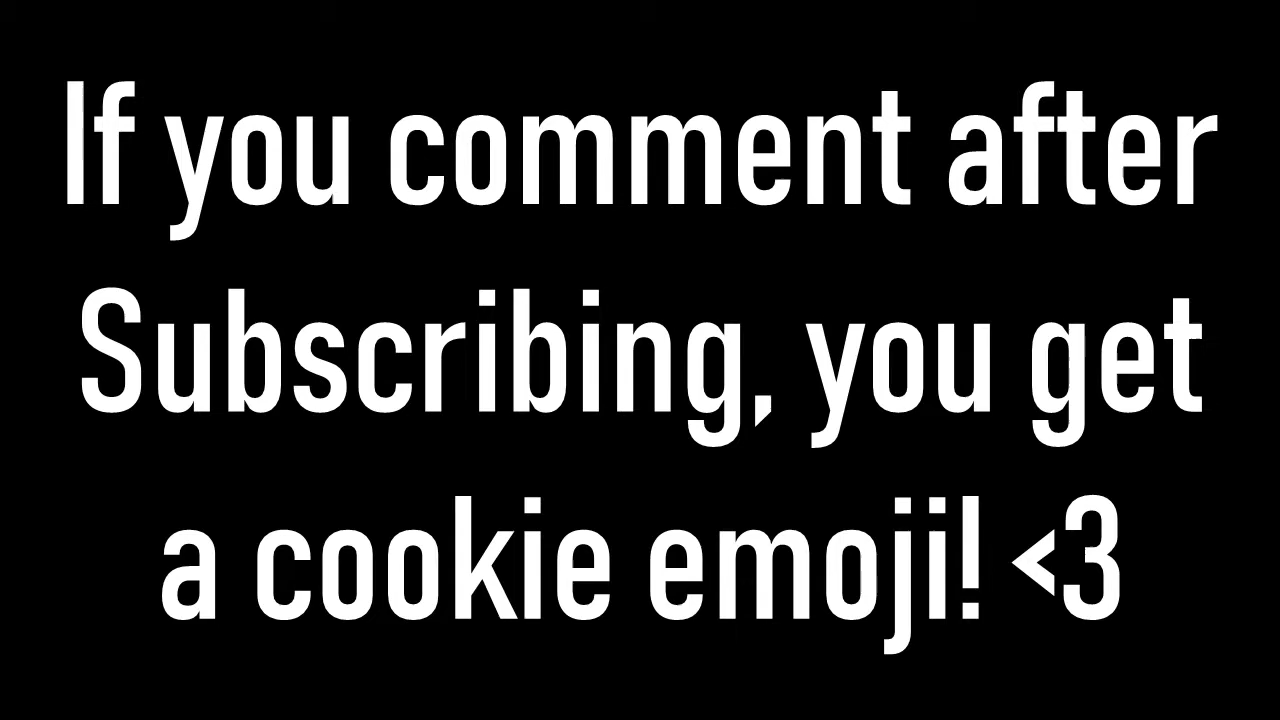 If you comment after
Subscribing, you get
a cookie emoji! <3